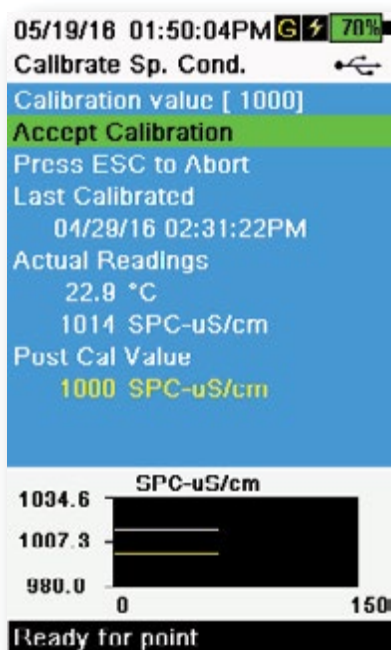 05/19/16 01:50:04PM G 70%
Calibrate Sp. Cond.
Calibration value [ 1000]
Accept Calibration
Press ESC to Abort
Last Calibrated
04/29/16 02:31:22PM
Actual Readings
22.9 °C
1014 SPC-uS/cm
Post Cal Value
1000 SPC-uS/cm
SPC-uS/cm
1034.6
1007.3
980.0
0 150
Ready for point